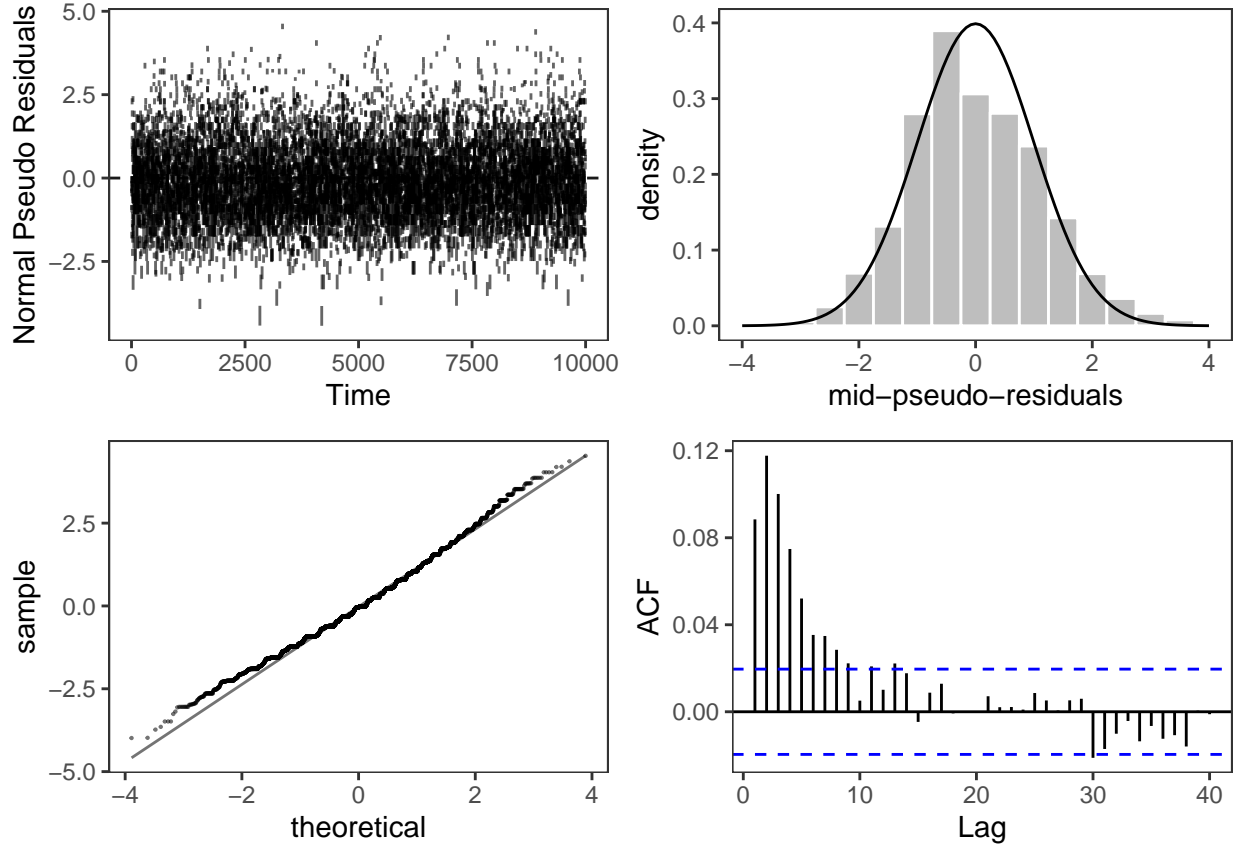 Normal Pseudo Residuals
5.0
2.5
0.0
−2.5
0 2500 5000 7500 10000
Time
density
0.4
0.3
0.2
0.1
0.0
−4 −2 0 2 4
mid−pseudo−residuals
sample
2.5
0.0
−2.5
−5.0
−4 −2 0 2 4
theoretical
ACF
0.12
0.08
0.04
0.00
0 10 20 30 40
Lag